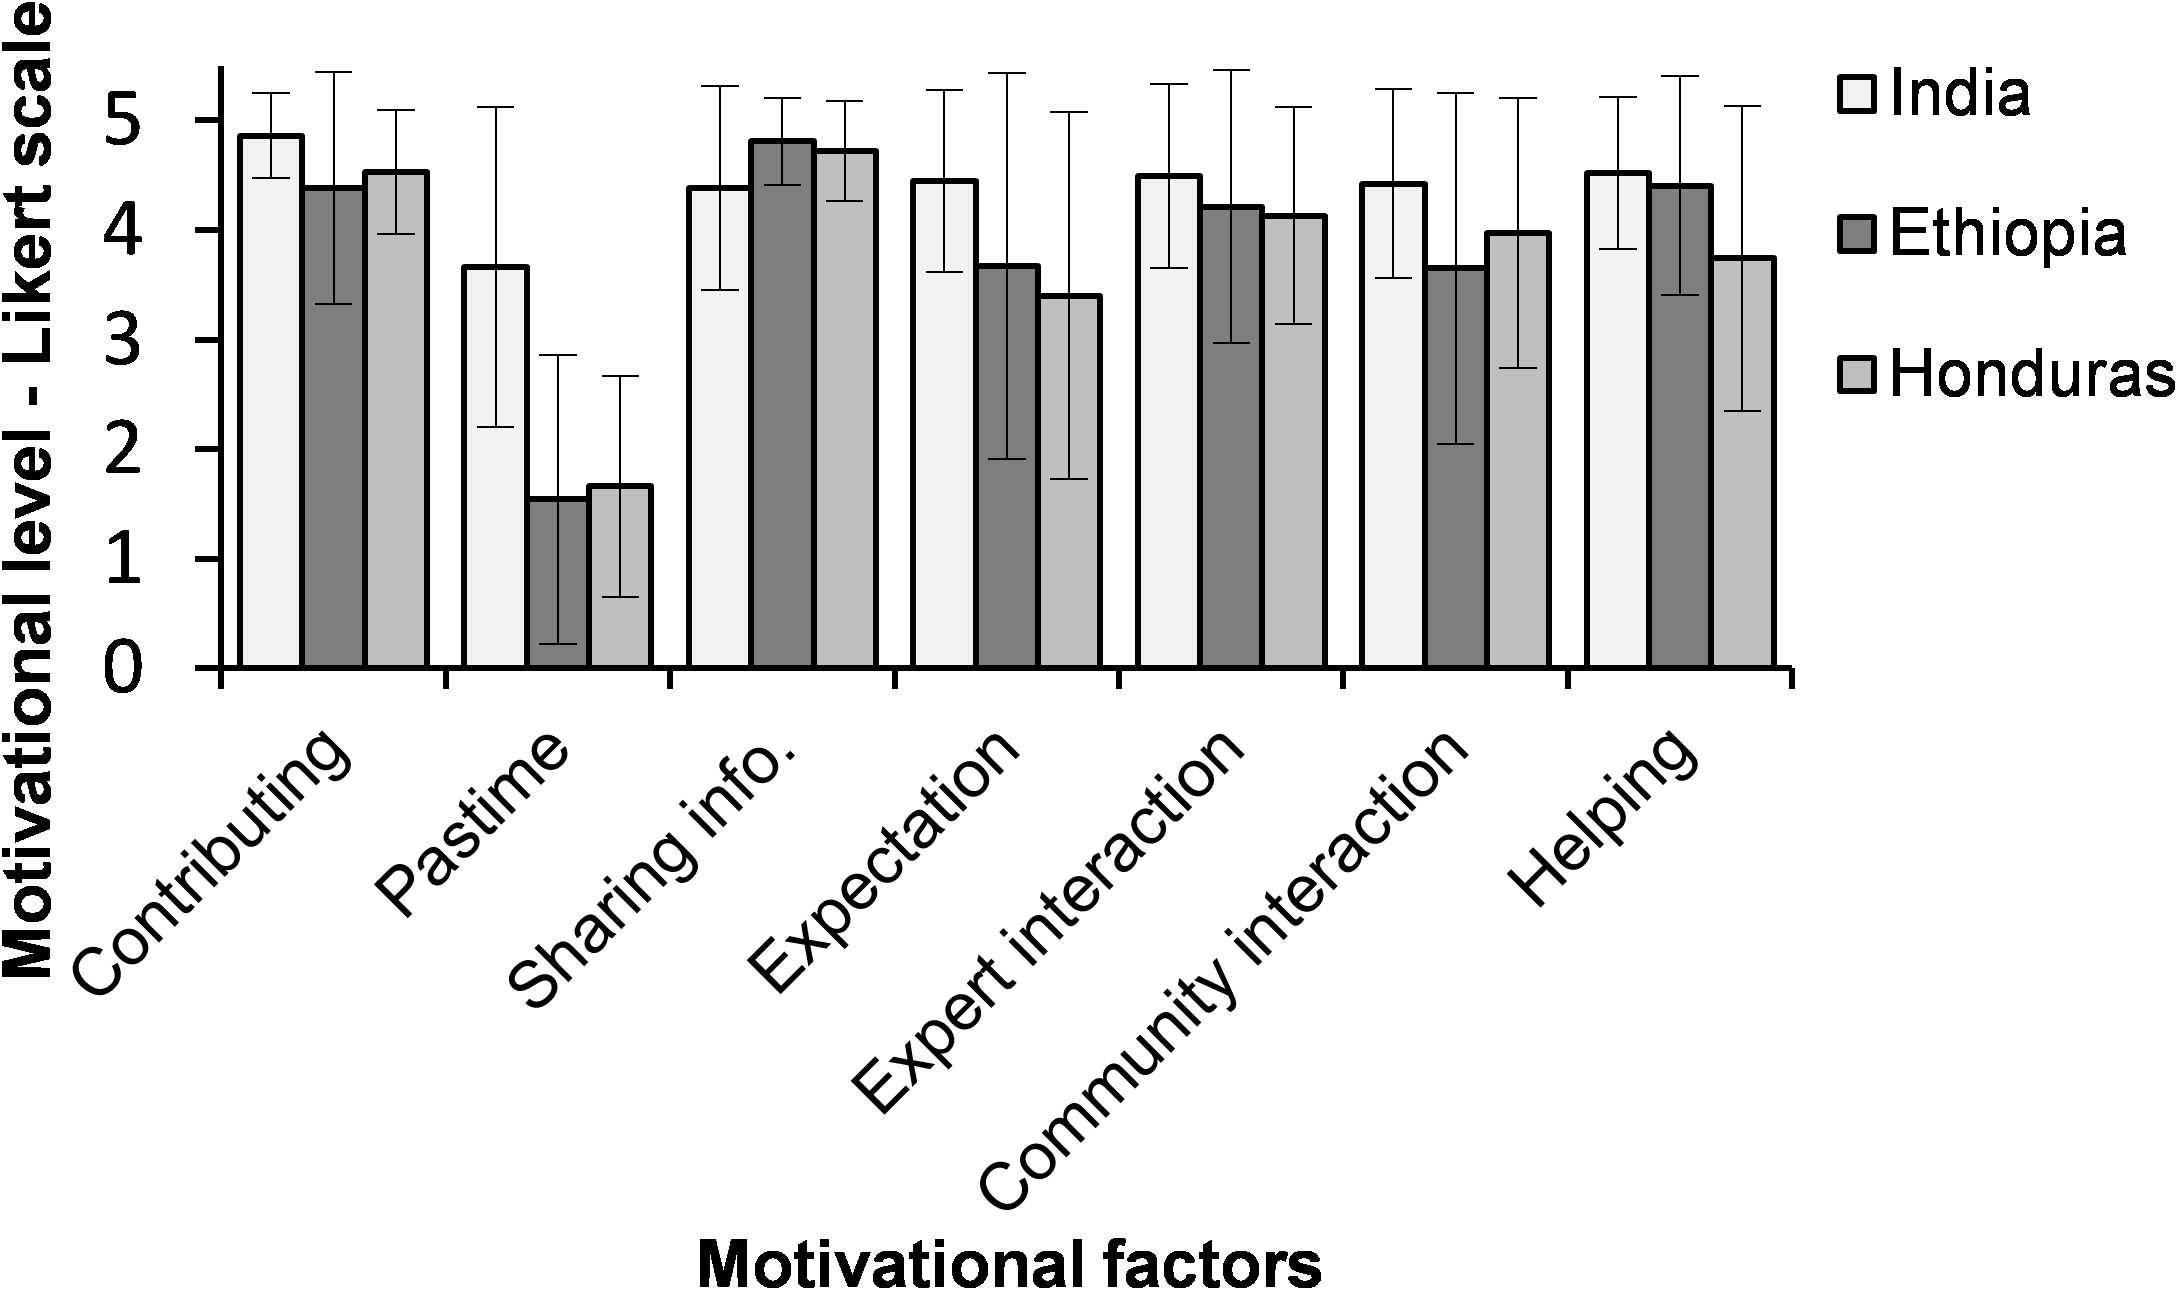 Motivational level - Likert scale
5
4
3
2
1
0
Contributing
Pastime
Sharing info.
Expectation
Expert interaction
Community interaction
Helping
Motivational factors
India
Ethiopia
Honduras